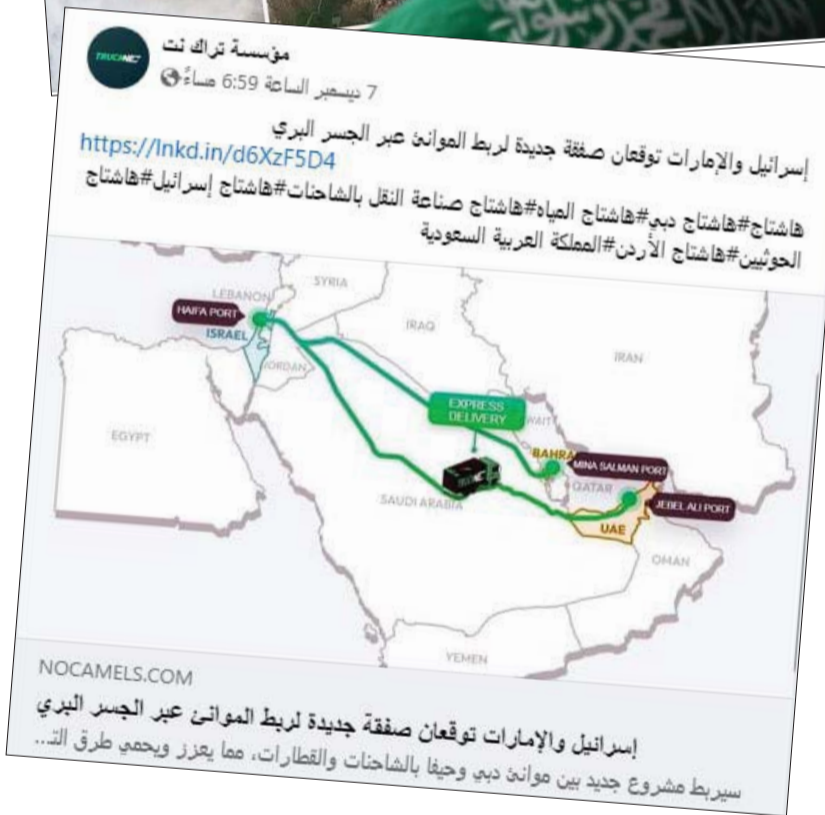 TRUCKNET
مؤسسة تراك نت
7 ديسمبر الساعة 6:59 مساءً
إسرائيل والإمارات توقعان صفقة جديدة لربط الموانئ عبر الجسر البري
https://lnkd.in/d6XzF5D4
هاشتاج#هاشتاج دبي#هاشتاج المياه#هاشتاج صناعة النقل بالشاحنات#هاشتاج إسرائيل#هاشتاج
الحوثيين#هاشتاج الأردن#المملكة العربية السعودية
SYRIA
LEBANON
HAIFA PORT
ISRAEL
IRAQ
JORDAN
IRAN
EXPRESS
DELIVERY
WAIT
EGYPT
BAHRA
MINA SALMAN PORT
QATAR
SAUDI ARABIA
JEBEL ALI PORT
UAE
OMAN
YEMEN
NOCAMELS.COM
إسرائيل والإمارات توقعان صفقة جديدة لربط الموانئ عبر الجسر البري
سيربط مشروع جديد بين موانئ دبي وحيفا بالشاحنات والقطارات، مما يعزز ويحمي طرق التـ...